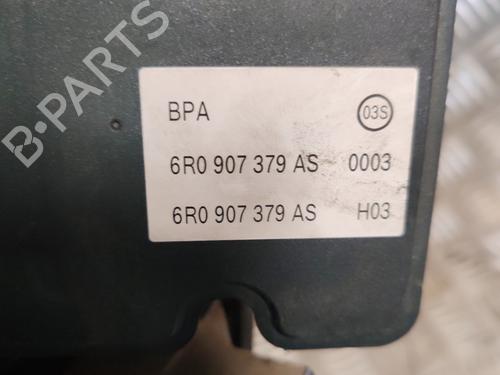 BPA 03S
6R0 907 379 AS 0003
6R0 907 379 AS H03
B-PARTS